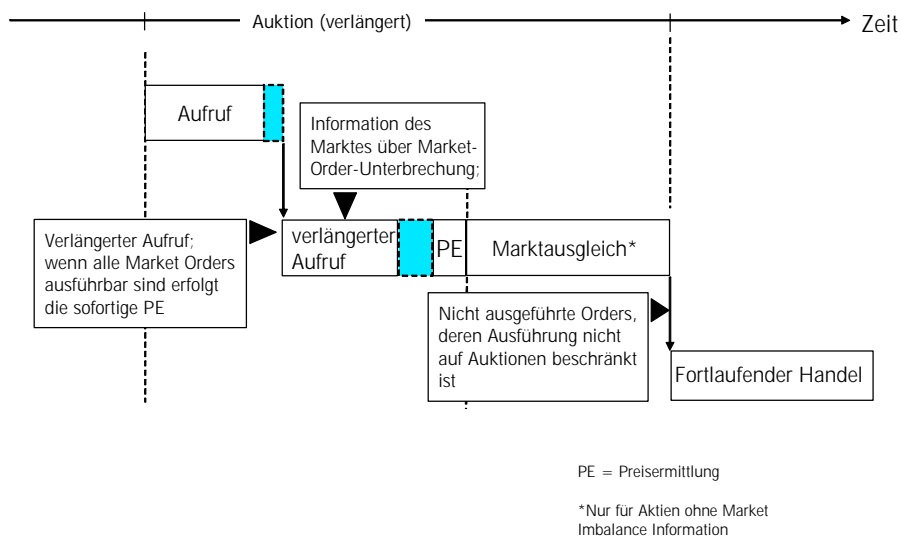 Auktion (verlängert)
Zeit
Aufruf
Information des
Marktes über Market-
Order-Unterbrechung;
Verlängerter Aufruf;
wenn alle Market Orders
ausführbar sind erfolgt
die sofortige PE
verlängerter
Aufruf
PE
Marktausgleich*
Nicht ausgeführte Orders,
deren Ausführung nicht
auf Auktionen beschränkt
ist
Fortlaufender Handel
PE = Preisermittlung
*Nur für Aktien ohne Market
Imbalance Information